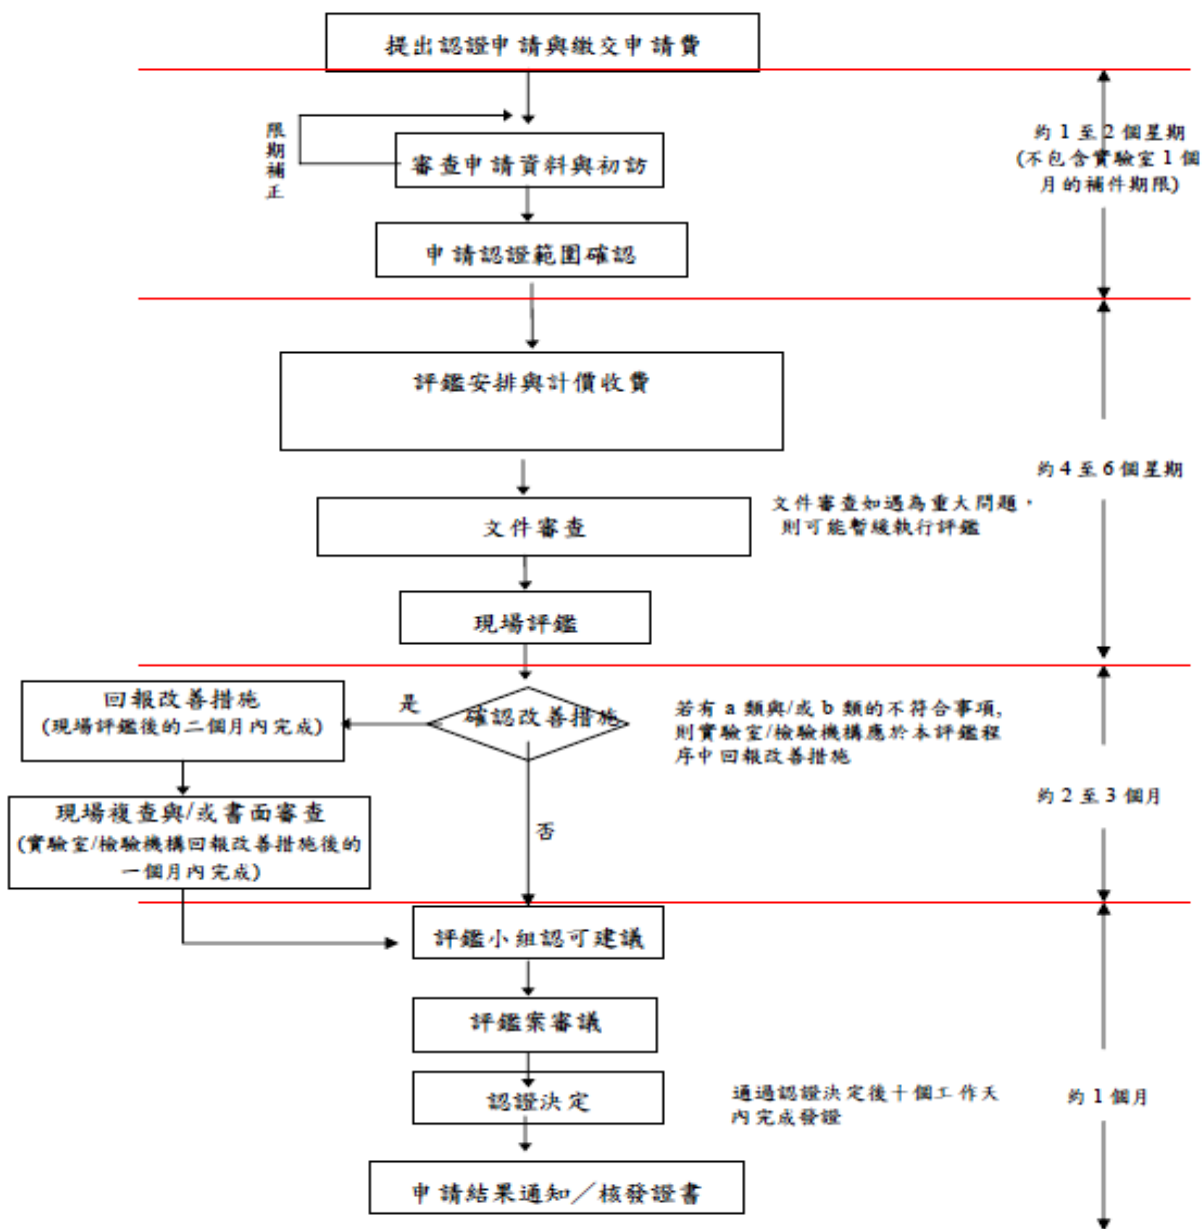 提出認證申請與繳交申請費
限期補正
審查申請資料與初訪
約 1 至 2 個星期
(不包含實驗室 1 個
月的補件期限)
申請認證範圍確認
評鑑安排與計價收費
約 4 至 6 個星期
文件審查
文件審查如遇為重大問題，
則可能暫緩執行評鑑
現場評鑑
回報改善措施
(現場評鑑後的二個月內完成)
是
確認改善措施
若有 a 類與/或 b 類的不符合事項,
則實驗室/檢驗機構應於本評鑑程
序中回報改善措施
約 2 至 3 個月
現場複查與/或書面審查
(實驗室/檢驗機構回報改善措施後的
一個月內完成)
否
評鑑小組認可建議
評鑑案審議
認證決定
通過認證決定後十個工作天
內完成發證
約 1 個月
申請結果通知／核發證書